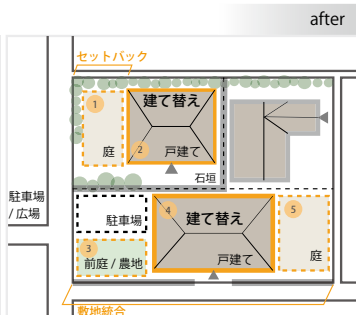 after
セットバック
1
建て替え
2
庭
戸建て
石垣
駐車場
/ 広場
駐車場
4
建て替え
5
3
前庭 / 農地
戸建て
庭
敷地統合